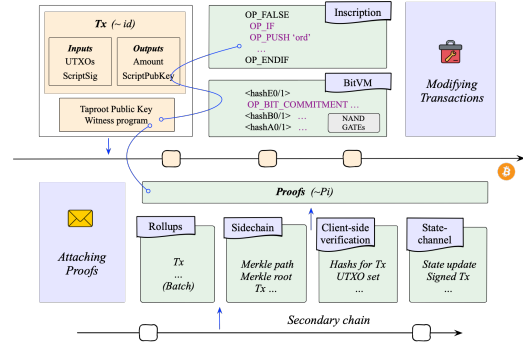 Tx (~ id)
Inputs
UTXOs
ScriptSig
Outputs
Amount
ScriptPubKey
Taproot Public Key
Witness program
OP_FALSE
OP_IF
OP_PUSH ‘ord’
…
OP_ENDIF
Inscription
BitVM
<hashE0/1>
OP_BIT_COMMITMENT …
<hashB0/1> …
<hashA0/1> …
NAND
GATEs
Modifying
Transactions
Attaching
Proofs
Proofs (~Pi)
Rollups
Tx
…
(Batch)
Sidechain
Merkle path
Merkle root
Tx …
Client-side
verification
Hashes for Tx
UTXO set
…
State-
channel
State update
Signed Tx
…
Secondary chain